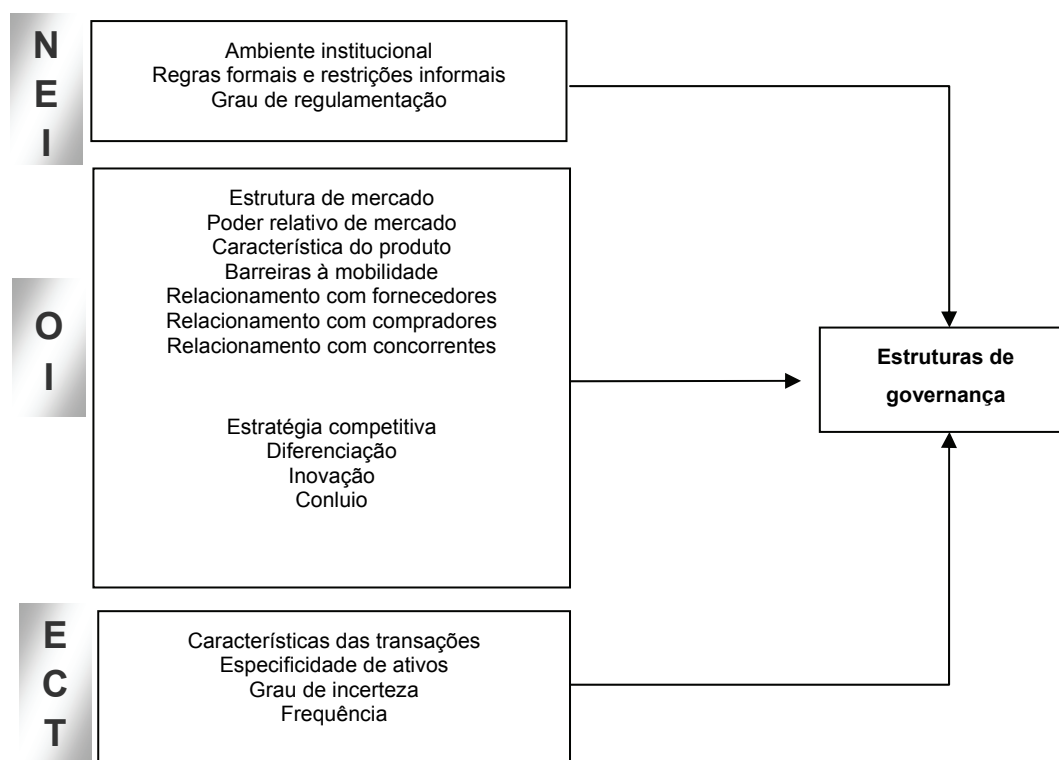 N
E
I
Ambiente institucional
Regras formais e restrições informais
Grau de regulamentação
O
I
Estrutura de mercado
Poder relativo de mercado
Característica do produto
Barreiras à mobilidade
Relacionamento com fornecedores
Relacionamento com compradores
Relacionamento com concorrentes
Estratégia competitiva
Diferenciação
Inovação
Conluio
Estruturas de
governança
E
C
T
Características das transações
Especificidade de ativos
Grau de incerteza
Frequência